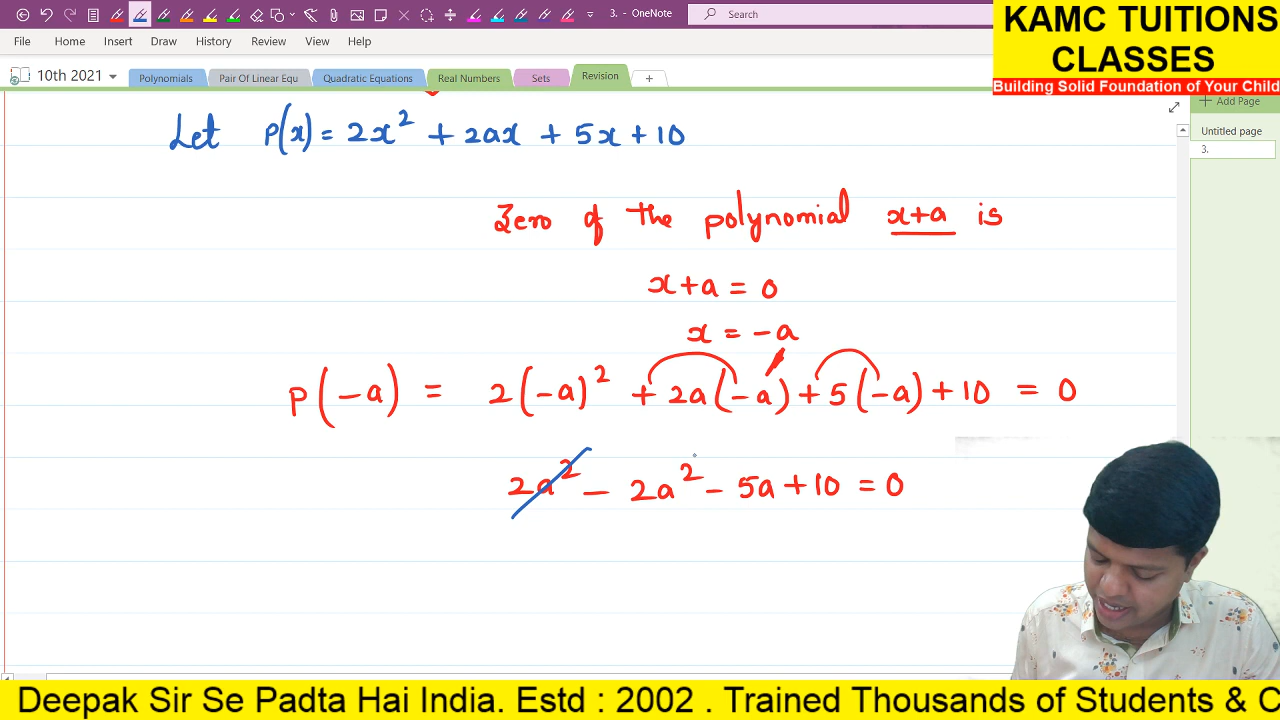 3. - OneNote
Search
KAMC TUITIONS
CLASSES
Building Solid Foundation of Your Child
File Home Insert Draw History Review View Help
10th 2021 Polynomials Pair Of Linear Equ Quadratic Equations Real Numbers Sets Revision
Add Page
Untitled page
3.
Let p(x) = 2x² + 2ax + 5x + 10
Zero of the polynomial x+a is
x+a = 0
x = -a
p(-a) = 2(-a)² + 2a(-a) + 5(-a) + 10 = 0
2a² - 2a² - 5a + 10 = 0
Deepak Sir Se Padta Hai India. Estd : 2002 . Trained Thousands of Students & C